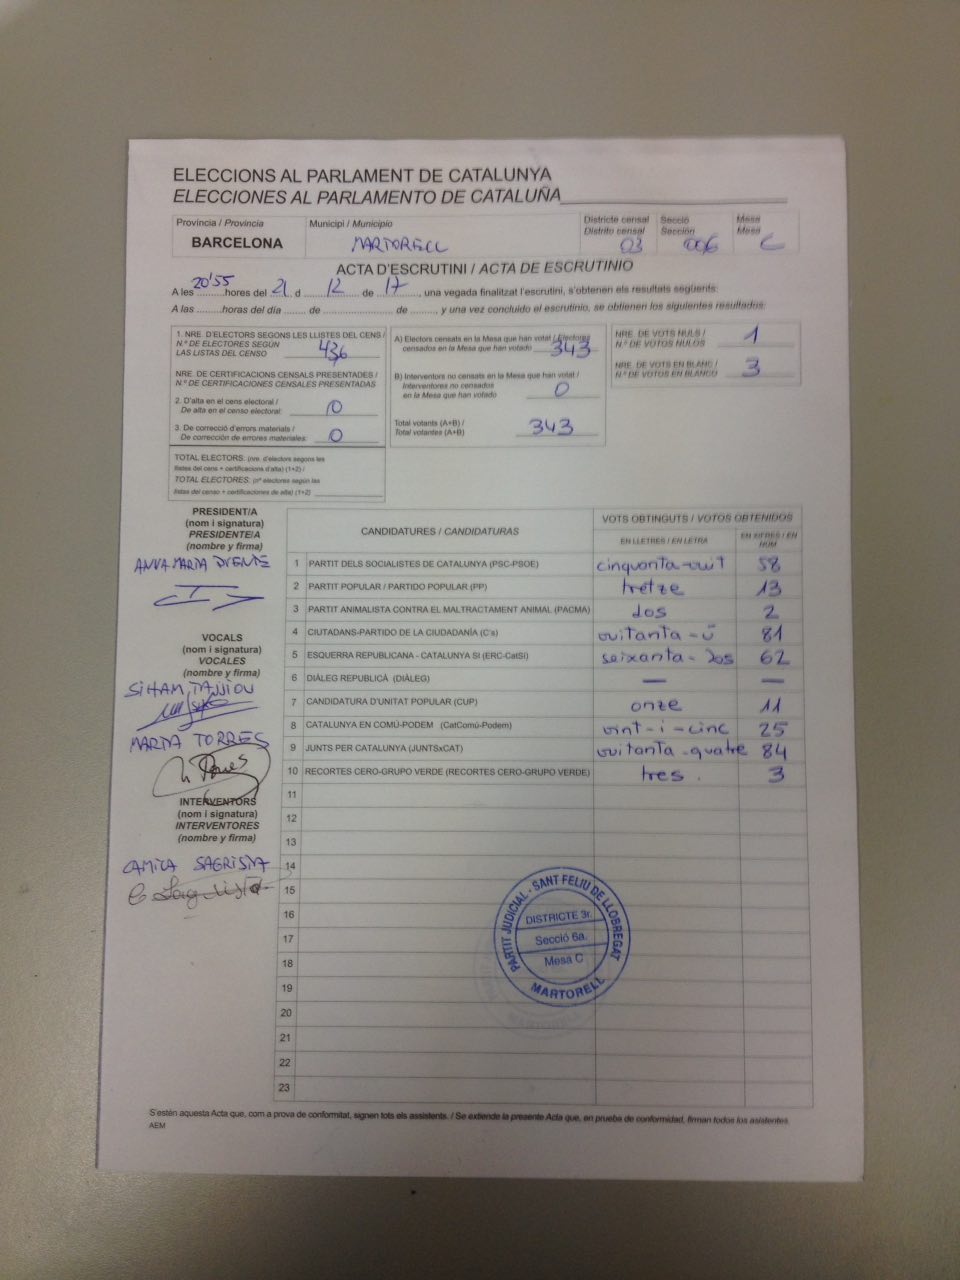 ELECCIONS AL PARLAMENT DE CATALUNYA
ELECCIONES AL PARLAMENTO DE CATALUÑA
Província / Provincia
BARCELONA
Municipi / Municipio
MARTORELL
Districte censal
Distrito censal
03
Secció
Sección
006
Mesa
Mesa
C
ACTA D'ESCRUTINI / ACTA DE ESCRUTINIO
A les 20'55 hores del 21 d 12 de 17, una vegada finalitzat l'escrutini, s'obtenen els resultats següents:
A las ........horas del día ....... de ........................ de ........, y una vez concluido el escrutinio, se obtienen los siguientes resultados:
1. NRE. D'ELECTORS SEGONS LES LLISTES DEL CENS /
N.º DE ELECTORES SEGÚN
LAS LISTAS DEL CENSO 436
NRE. DE CERTIFICACIONS CENSALS PRESENTADES /
N.º DE CERTIFICACIONES CENSALES PRESENTADAS
2. D'alta en el cens electoral /
De alta en el censo electoral: 0
3. De correcció d'errors materials /
De corrección de errores materiales: 0
TOTAL ELECTORS: (nre. d'electors segons les
llistes del cens + certificacions d'alta) (1+2) /
TOTAL ELECTORES: (nº electores según las
listas del censo + certificaciones de alta) (1+2)
A) Electors censats en la Mesa que han votat / Electores
censados en la Mesa que han votado 343
B) Interventors no censats en la Mesa que han votat /
Interventores no censados
en la Mesa que han votado 0
Total votants (A+B) /
Total votantes (A+B) 343
NRE. DE VOTS NULS /
N.º DE VOTOS NULOS 1
NRE. DE VOTS EN BLANC /
N.º DE VOTOS EN BLANCO 3
PRESIDENT/A
(nom i signatura)
PRESIDENTE/A
(nombre y firma)
VOCALS
(nom i signatura)
VOCALES
(nombre y firma)
SIHAM
MARTA TORRES
INTERVENTORS
(nom i signatura)
INTERVENTORES
(nombre y firma)
CAMILA SAGRISTA
CANDIDATURES / CANDIDATURAS
VOTS OBTINGUTS / VOTOS OBTENIDOS
EN LLETRES / EN LETRA
EN XIFRES / EN NÚM
1 PARTIT DELS SOCIALISTES DE CATALUNYA (PSC-PSOE) cinquanta-vuit 58
2 PARTIT POPULAR / PARTIDO POPULAR (PP) tretze 13
3 PARTIT ANIMALISTA CONTRA EL MALTRACTAMENT ANIMAL (PACMA) dos 2
4 CIUTADANS-PARTIDO DE LA CIUDADANÍA (C's) vuitanta-ú 81
5 ESQUERRA REPUBLICANA - CATALUNYA SÍ (ERC-CatSí) seixanta-dos 62
6 DIÀLEG REPUBLICÀ (DIÀLEG) — —
7 CANDIDATURA D'UNITAT POPULAR (CUP) onze 11
8 CATALUNYA EN COMÚ-PODEM (CatComú-Podem) vint-i-cinc 25
9 JUNTS PER CATALUNYA (JUNTSxCAT) vuitanta-quatre 84
10 RECORTES CERO-GRUPO VERDE (RECORTES CERO-GRUPO VERDE) tres. 3
11
12
13
14
15
16
17
18
19
20
21
22
23
PARTIT JUDICIAL - SANT FELIU DE LLOBREGAT
DISTRICTE 3r.
Secció 6a.
Mesa C
MARTORELL
S'estén aquesta Acta que, com a prova de conformitat, signen tots els assistents. / Se extiende la presente Acta que, en prueba de conformidad, firman todos los asistentes.
AEM